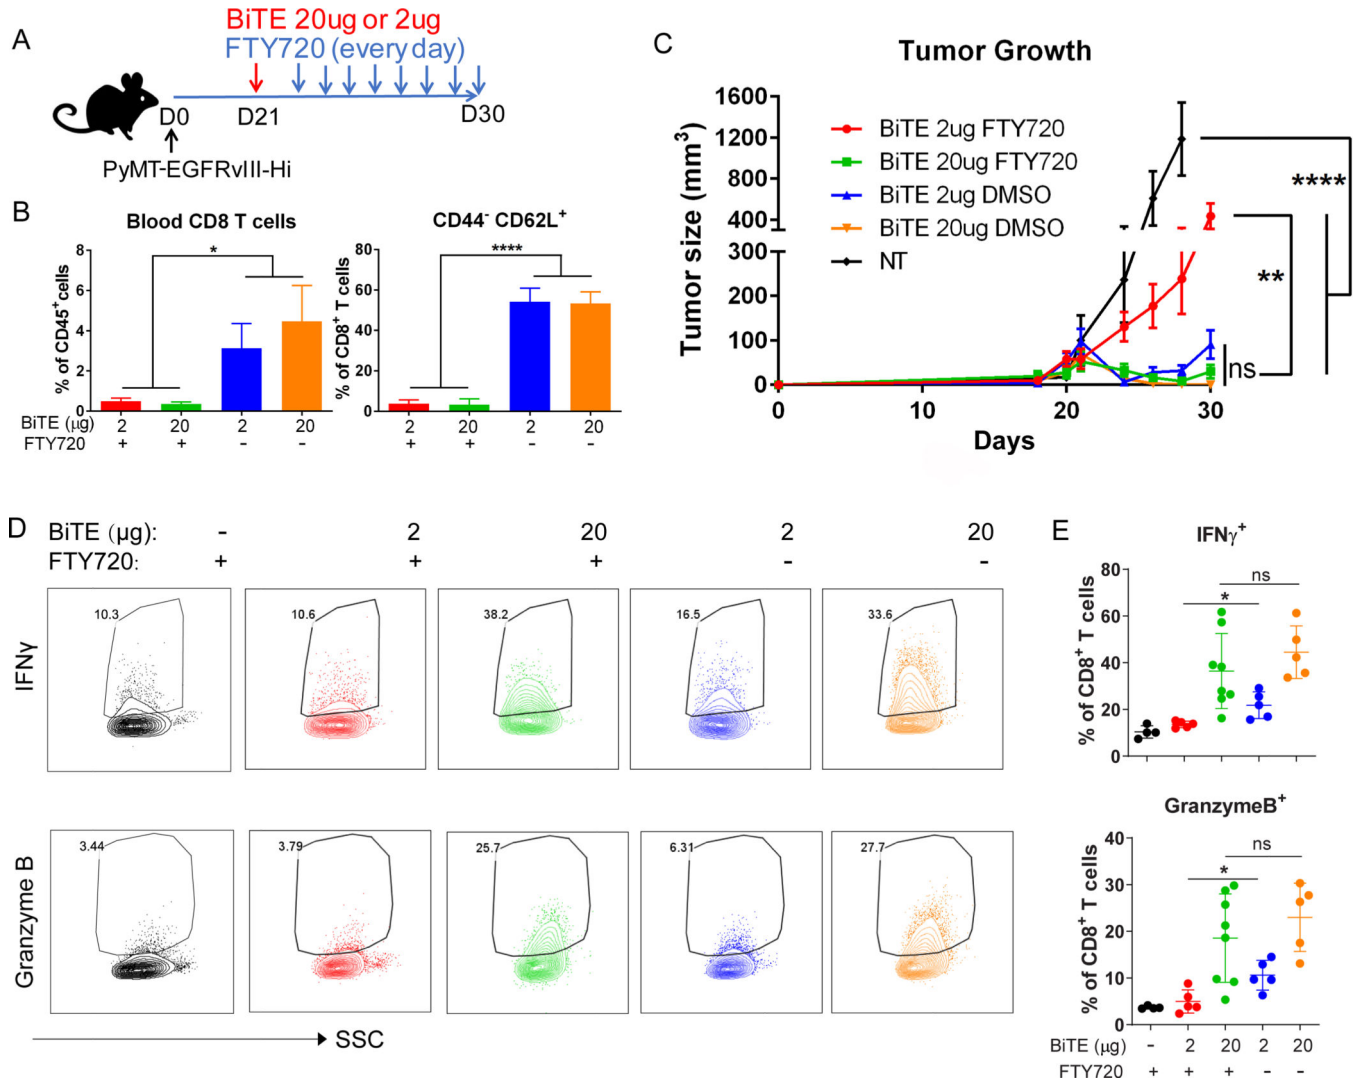 A
BiTE 20ug or 2ug
FTY720 (every day)
D0
D21
D30
PyMT-EGFRvIII-Hi
B
Blood CD8 T cells
% of CD45+cells
8
6
4
2
0
*
CD44- CD62L+
% of CD8+ T cells
80
60
40
20
0
****
BiTE (µg) 2 20 2 20 2 20 2 20
FTY720 + + - - + + - -
C
Tumor Growth
Tumor size (mm3)
1600
1200
800
400
300
200
100
0
BiTE 2ug FTY720
BiTE 20ug FTY720
BiTE 2ug DMSO
BiTE 20ug DMSO
NT
****
**
ns
0 10 20 30
Days
D
BiTE (µg): - 2 20 2 20
FTY720: + + + - -
IFNγ
10.3 10.6 38.2 16.5 33.6
Granzyme B
3.44 3.79 25.7 6.31 27.7
SSC
E
IFNγ+
% of CD8+ T cells
80
60
40
20
0
ns
*
GranzymeB+
% of CD8+ T cells
40
30
20
10
0
ns
*
BiTE (µg) - 2 20 2 20
FTY720 + + + - -